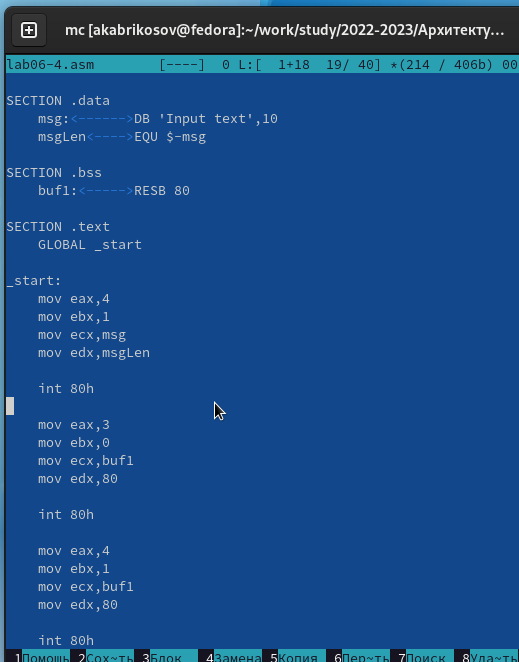 mc [akabrikosov@fedora]:~/work/study/2022-2023/Архитекту...
lab06-4.asm [----] 0 L:[ 1+18 19/ 40] *(214 / 406b) 00
SECTION .data
msg:<------>DB 'Input text',10
msgLen<---->EQU $-msg
SECTION .bss
buf1:<----->RESB 80
SECTION .text
GLOBAL _start
_start:
mov eax,4
mov ebx,1
mov ecx,msg
mov edx,msgLen
int 80h
mov eax,3
mov ebx,0
mov ecx,buf1
mov edx,80
int 80h
mov eax,4
mov ebx,1
mov ecx,buf1
mov edx,80
int 80h
1Помощь 2Сох~ть 3Блок 4Замена 5Копия 6Пер~ть 7Поиск 8Уда~ть